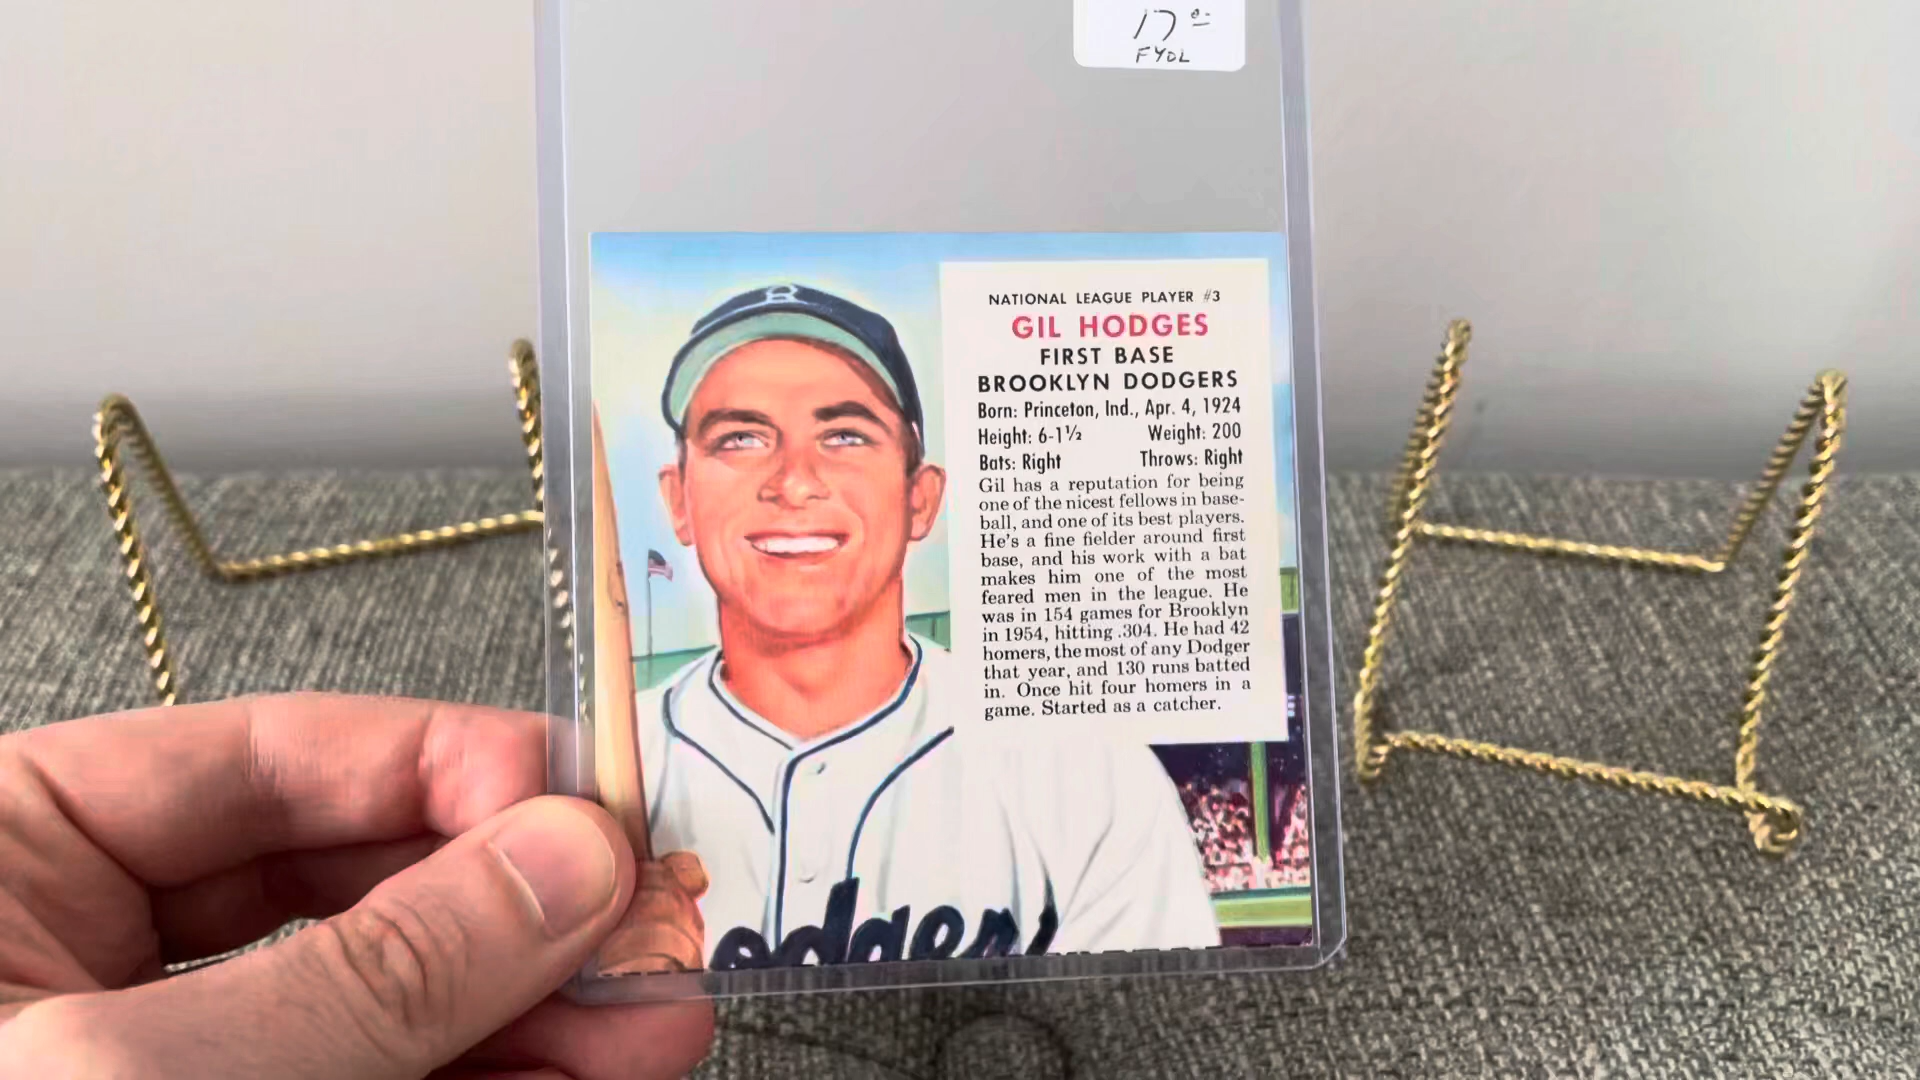 17 0-
FYOL
B
NATIONAL LEAGUE PLAYER #3
GIL HODGES
FIRST BASE
BROOKLYN DODGERS
Born: Princeton, Ind., Apr. 4, 1924
Height: 6-1½ Weight: 200
Bats: Right Throws: Right
Gil has a reputation for being
one of the nicest fellows in base-
ball, and one of its best players.
He's a fine fielder around first
base, and his work with a bat
makes him one of the most
feared men in the league. He
was in 154 games for Brooklyn
in 1954, hitting .304. He had 42
homers, the most of any Dodger
that year, and 130 runs batted
in. Once hit four homers in a
game. Started as a catcher.
odgers